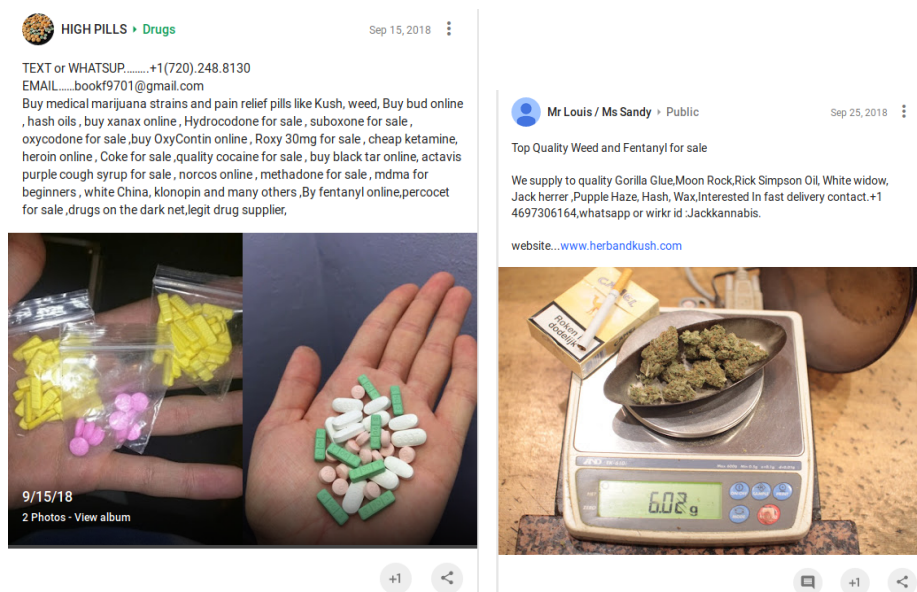 HIGH PILLS ▸ Drugs
Sep 15, 2018
TEXT or WHATSUP........+1(720).248.8130
EMAIL.....bookf9701@gmail.com
Buy medical marijuana strains and pain relief pills like Kush, weed, Buy bud online
, hash oils , buy xanax online , Hydrocodone for sale , suboxone for sale ,
oxycodone for sale ,buy OxyContin online , Roxy 30mg for sale , cheap ketamine,
heroin online , Coke for sale ,quality cocaine for sale , buy black tar online, actavis
purple cough syrup for sale , norcos online , methadone for sale , mdma for
beginners , white China, klonopin and many others ,By fentanyl online,percocet
for sale ,drugs on the dark net,legit drug supplier,
9/15/18
2 Photos - View album
+1
Mr Louis / Ms Sandy ▸ Public
Sep 25, 2018
Top Quality Weed and Fentanyl for sale
We supply to quality Gorilla Glue,Moon Rock,Rick Simpson Oil, White widow,
Jack herrer ,Pupple Haze, Hash, Wax,Interested In fast delivery contact.+1
4697306164,whatsapp or wirkr id :Jackkannabis.
website...www.herbandkush.com
CAMEL
Roken i
dodelijk
AND
6.02 g
+1